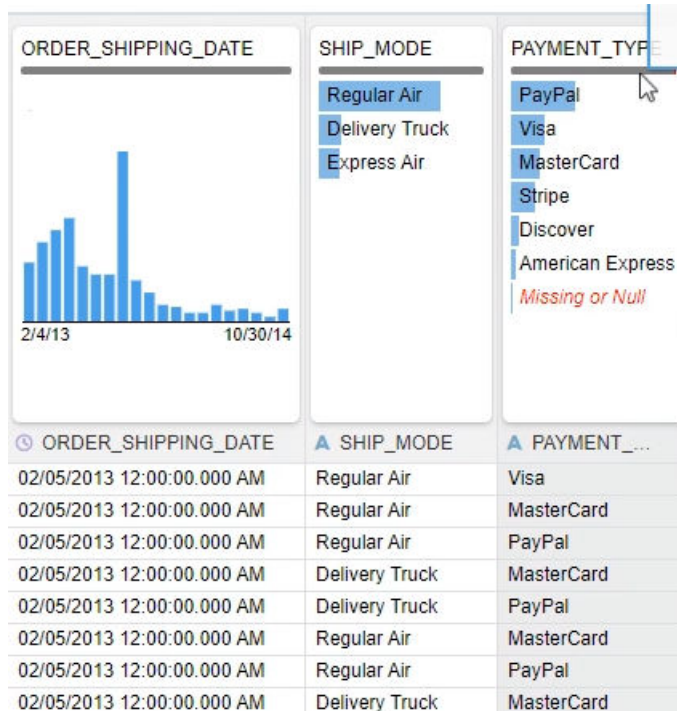 ORDER_SHIPPING_DATE
2/4/13 10/30/14
SHIP_MODE
Regular Air
Delivery Truck
Express Air
PAYMENT_TYPE
PayPal
Visa
MasterCard
Stripe
Discover
American Express
Missing or Null
ORDER_SHIPPING_DATE A SHIP_MODE A PAYMENT_...
02/05/2013 12:00:00.000 AM Regular Air Visa
02/05/2013 12:00:00.000 AM Regular Air MasterCard
02/05/2013 12:00:00.000 AM Regular Air PayPal
02/05/2013 12:00:00.000 AM Delivery Truck MasterCard
02/05/2013 12:00:00.000 AM Delivery Truck PayPal
02/05/2013 12:00:00.000 AM Regular Air MasterCard
02/05/2013 12:00:00.000 AM Regular Air PayPal
02/05/2013 12:00:00.000 AM Delivery Truck MasterCard